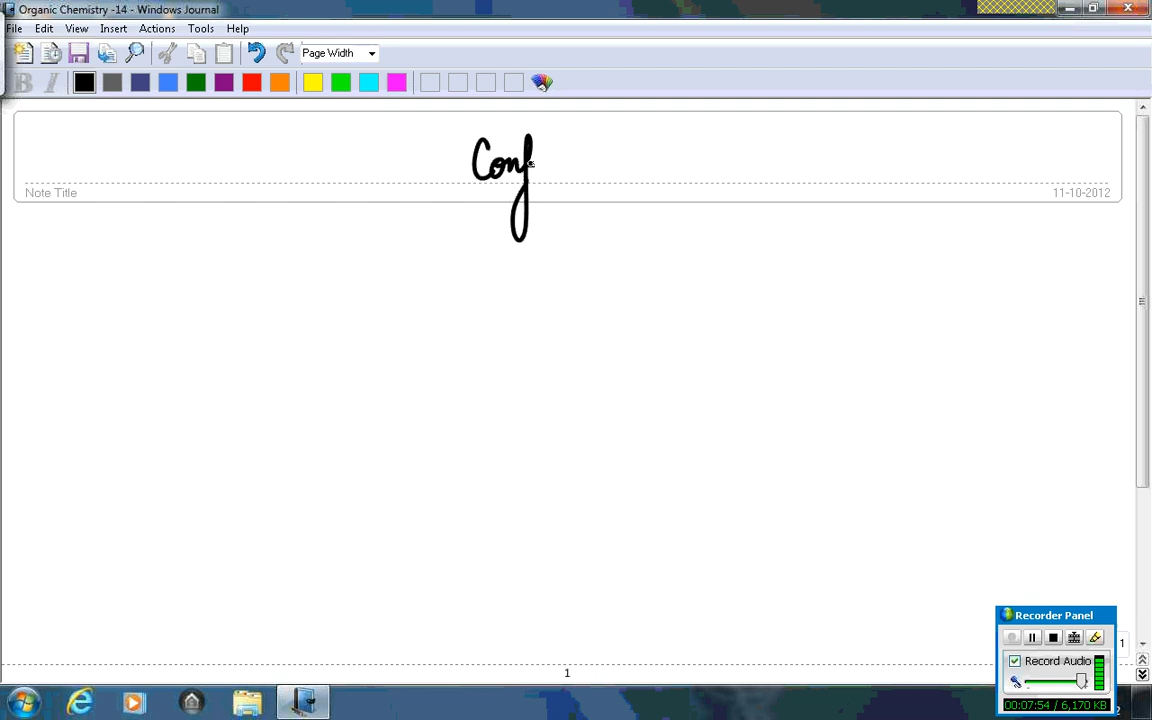 Organic Chemistry -14 - Windows Journal
File Edit View Insert Actions Tools Help
Page Width
B I
Conf
Note Title 11-10-2012
Recorder Panel
1
Record Audio
1
00:07:54 / 6,170 KB